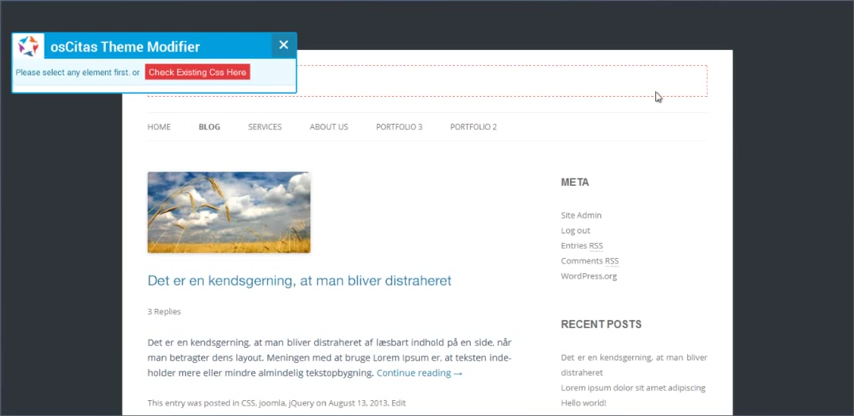 osCitas Theme Modifier
Please select any element first. or Check Existing Css Here
HOME BLOG SERVICES ABOUT US PORTFOLIO 3 PORTFOLIO 2
Det er en kendsgerning, at man bliver distraheret
3 Replies
Det er en kendsgerning, at man bliver distraheret af læsbart indhold på en side, når
man betragter dens layout. Meningen med at bruge Lorem Ipsum er, at teksten inde-
holder mere eller mindre almindelig tekstopbygning, Continue reading →
This entry was posted in CSS, joomla, jQuery on August 13, 2013. Edit
META
Site Admin
Log out
Entries RSS
Comments RSS
WordPress.org
RECENT POSTS
Det er en kendsgerning, at man bliver
distraheret
Lorem ipsum dolor sit amet adipiscing
Hello world!